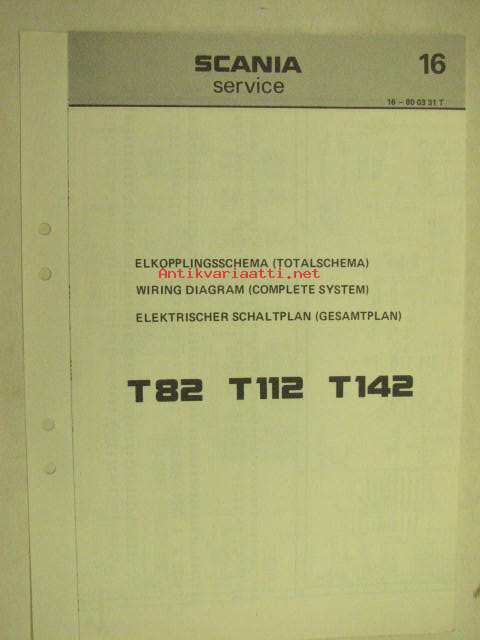 SCANIA 16
service
16 - 80 03 31 T
ELKOPPLINGSSCHEMA (TOTALSCHEMA)
Antikvariaatti.net
WIRING DIAGRAM (COMPLETE SYSTEM)
ELEKTRISCHER SCHALTPLAN (GESAMTPLAN)
T82 T112 T142